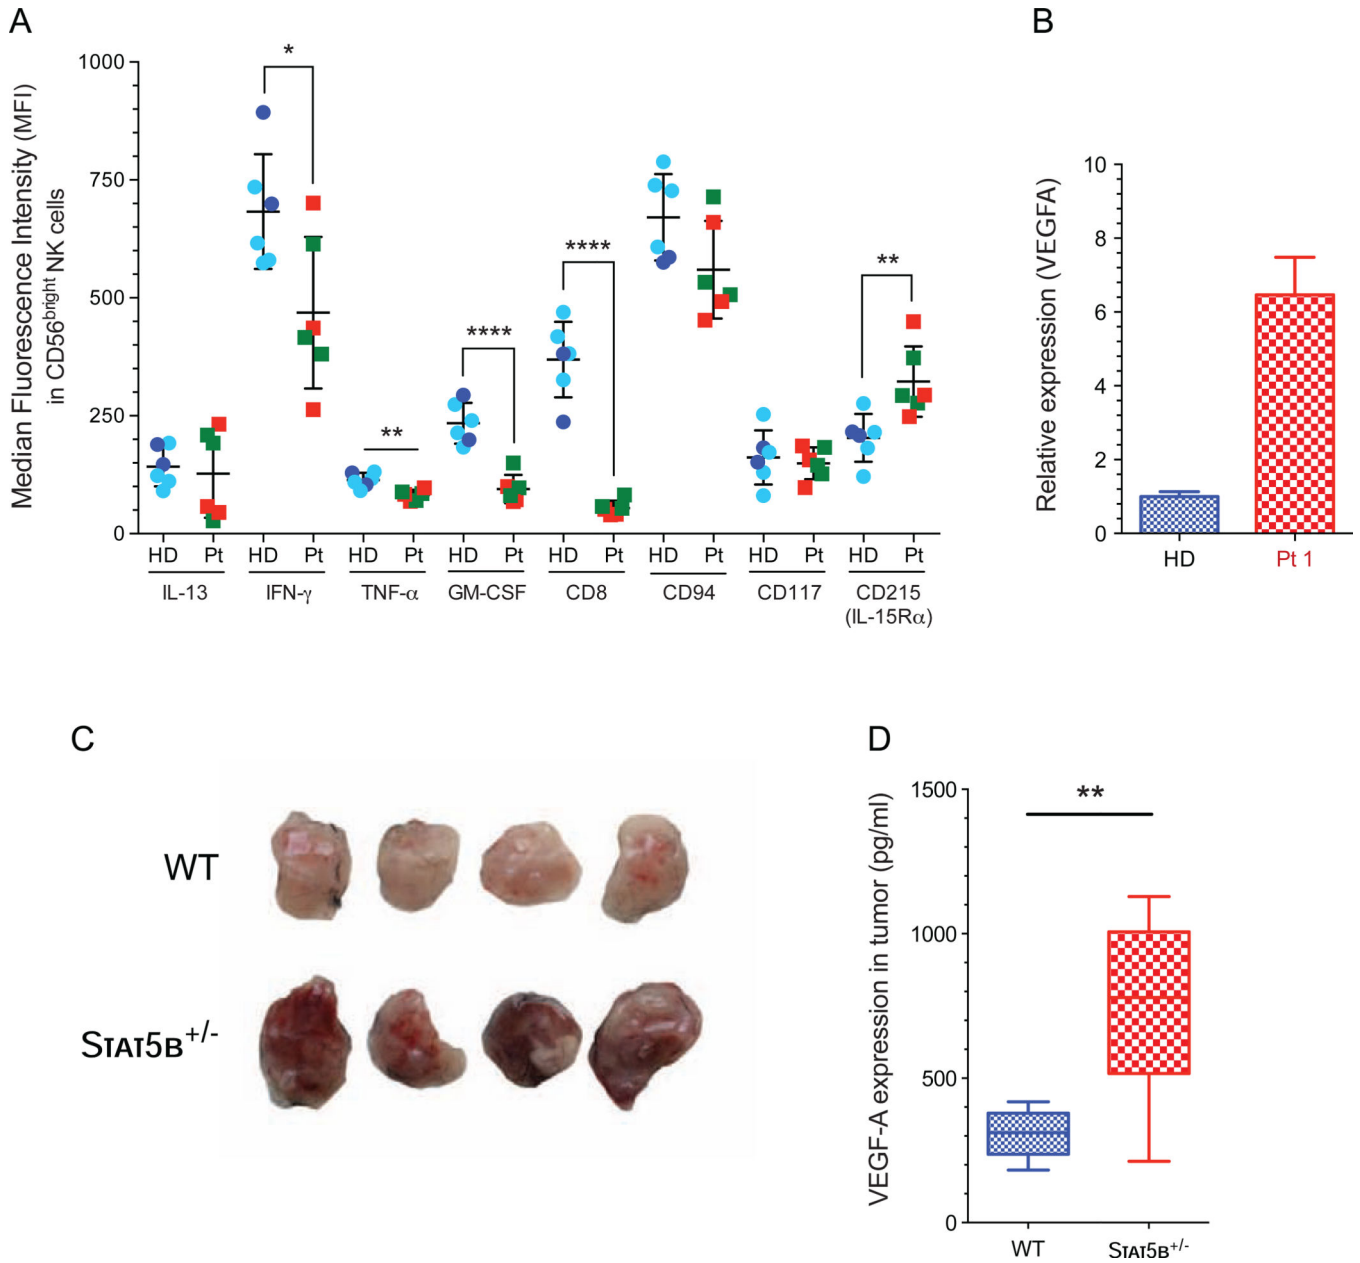 A
Median Fluorescence Intensity (MFI)
in CD56bright NK cells
1000
750
500
250
0
*
**
****
****
**
HD Pt HD Pt HD Pt HD Pt HD Pt HD Pt HD Pt HD Pt
IL-13 IFN-γ TNF-α GM-CSF CD8 CD94 CD117 CD215
(IL-15Rα)
B
Relative expression (VEGFA)
10
8
6
4
2
0
HD Pt 1
C
WT
STAT5B+/-
D
VEGF-A expression in tumor (pg/ml)
1500
1000
500
0
**
WT STAT5B+/-